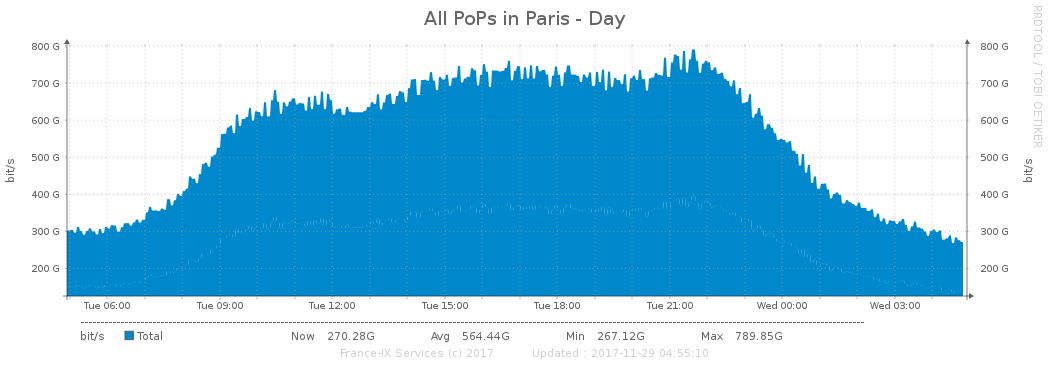 All PoPs in Paris - Day
RRDTOOL / TOBI OETIKER
bit/s
800 G
700 G
600 G
500 G
400 G
300 G
200 G
800 G
700 G
600 G
500 G
400 G
300 G
200 G
bit/s
Tue 06:00 Tue 09:00 Tue 12:00 Tue 15:00 Tue 18:00 Tue 21:00 Wed 00:00 Wed 03:00
bit/s Total Now 270.28G Avg 564.44G Min 267.12G Max 789.85G
France-IX Services (c) 2017 Updated : 2017-11-29 04:55:10